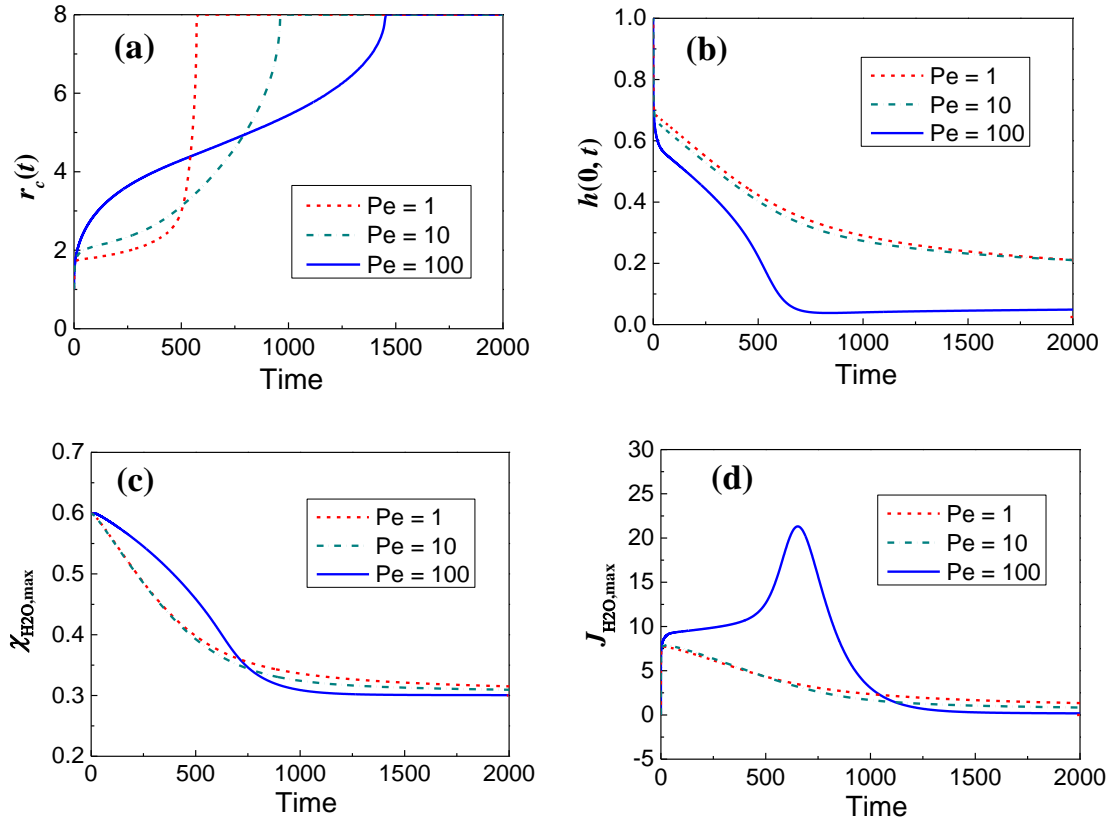 8
6
4
2
0
r_c(t)
(a)
Pe = 1
Pe = 10
Pe = 100
0 500 1000 1500 2000
Time
1.0
0.8
0.6
0.4
0.2
0.0
h(0, t)
(b)
Pe = 1
Pe = 10
Pe = 100
0 500 1000 1500 2000
Time
0.7
0.6
0.5
0.4
0.3
0.2
χ_H2O,max
(c)
Pe = 1
Pe = 10
Pe = 100
0 500 1000 1500 2000
Time
30
25
20
15
10
5
0
-5
J_H2O,max
(d)
Pe = 1
Pe = 10
Pe = 100
0 500 1000 1500 2000
Time